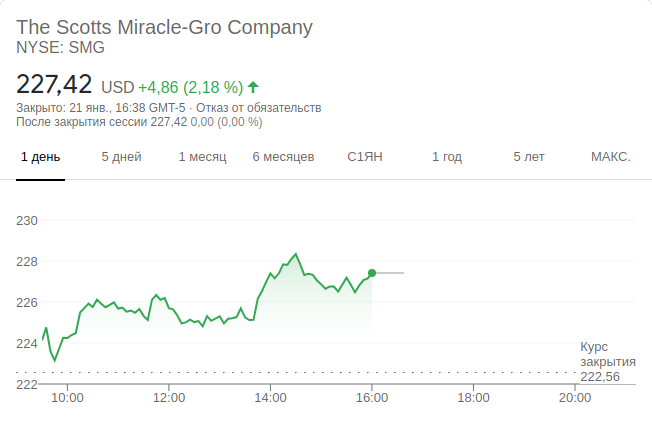 The Scotts Miracle-Gro Company
NYSE: SMG
227,42 USD +4,86 (2,18 %)
Закрыто: 21 янв., 16:38 GMT-5 · Отказ от обязательств
После закрытия сессии 227,42 0,00 (0,00 %)
1 день 5 дней 1 месяц 6 месяцев С1ЯН 1 год 5 лет МАКС.
230
228
226
224
Курс
закрытия
222,56
222
10:00 12:00 14:00 16:00 18:00 20:00